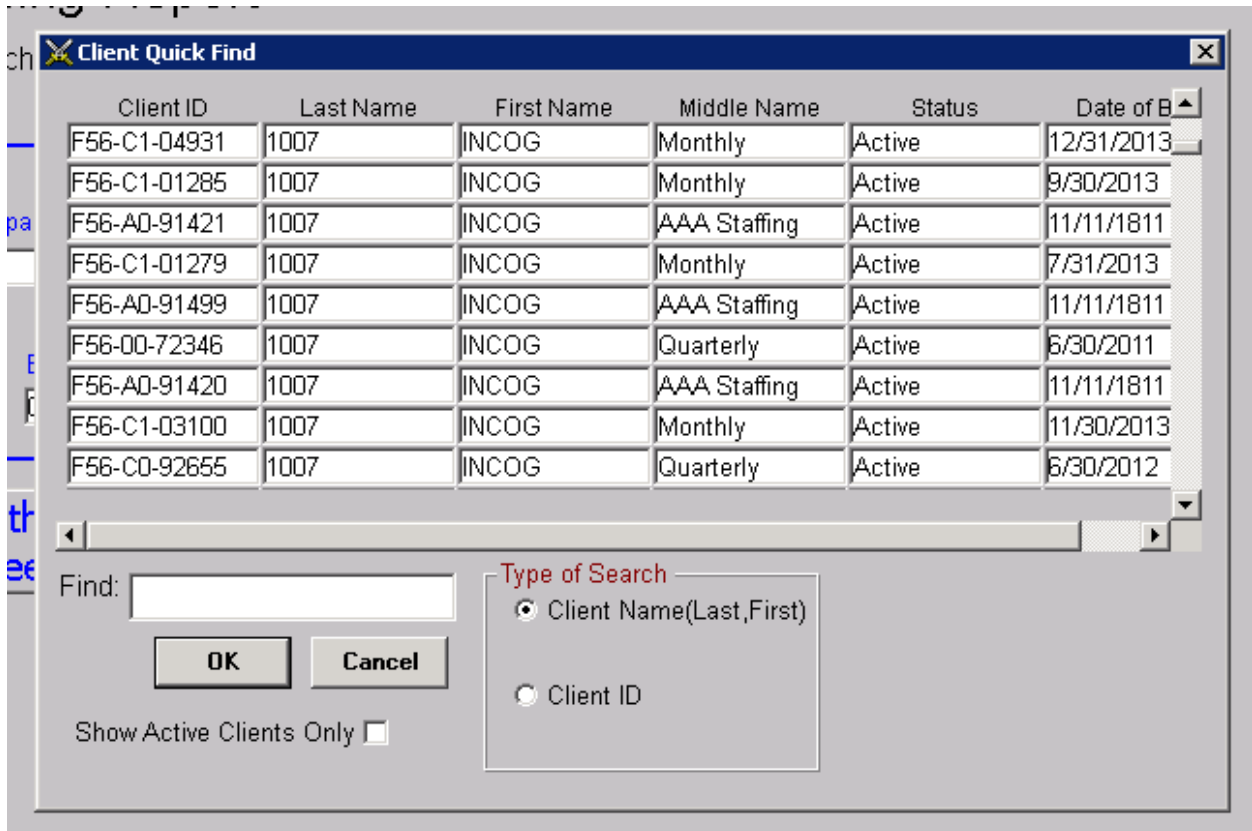 Client Quick Find
Client ID Last Name First Name Middle Name Status Date of B
F56-C1-04931 1007 INCOG Monthly Active 12/31/2013
F56-C1-01285 1007 INCOG Monthly Active 9/30/2013
F56-A0-91421 1007 INCOG AAA Staffing Active 11/11/1811
F56-C1-01279 1007 INCOG Monthly Active 7/31/2013
F56-A0-91499 1007 INCOG AAA Staffing Active 11/11/1811
F56-00-72346 1007 INCOG Quarterly Active 6/30/2011
F56-A0-91420 1007 INCOG AAA Staffing Active 11/11/1811
F56-C1-03100 1007 INCOG Monthly Active 11/30/2013
F56-C0-92655 1007 INCOG Quarterly Active 6/30/2012
Find:
Type of Search
Client Name(Last,First)
OK Cancel
Client ID
Show Active Clients Only